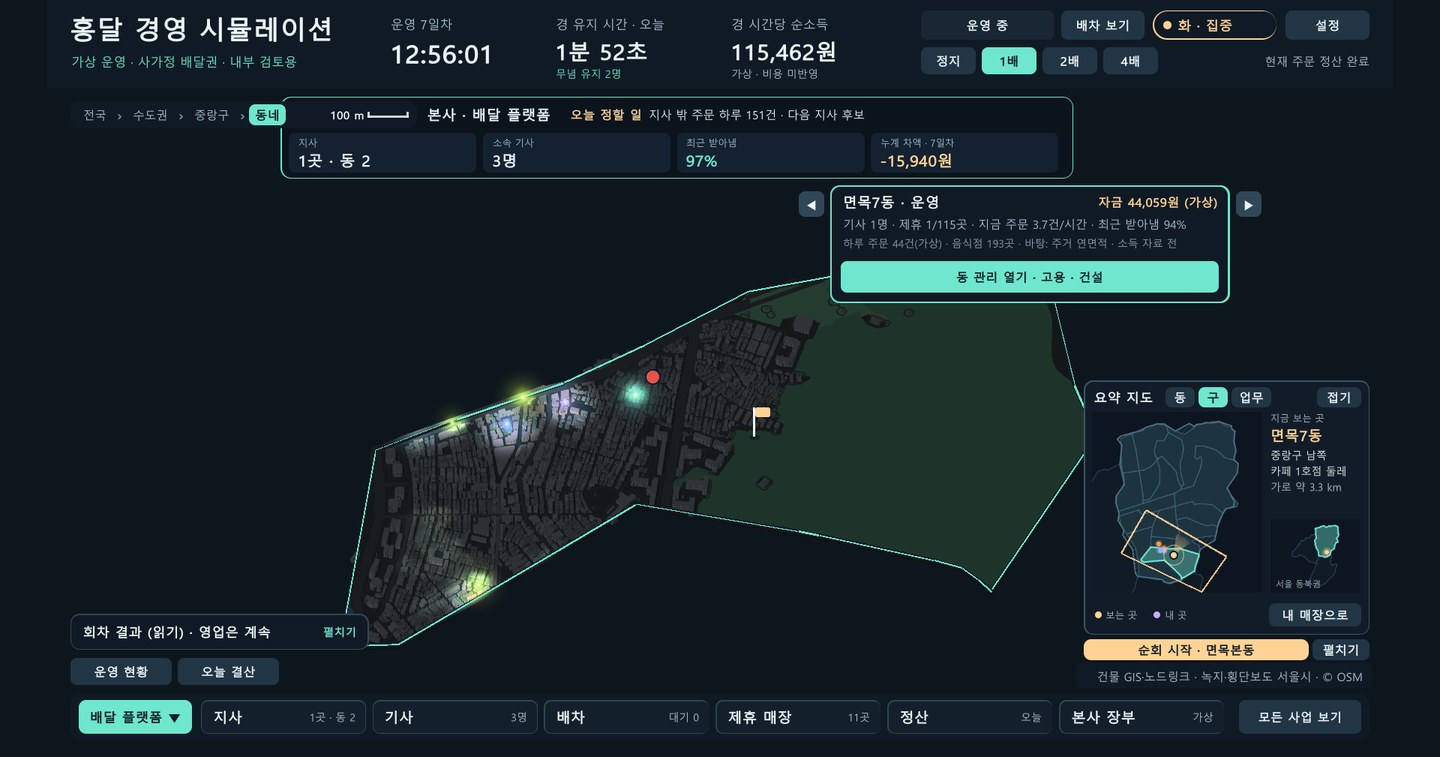 홍달 경영 시뮬레이션
가상 운영 · 사가정 배달권 · 내부 검토용
운영 7일차
12:56:01
경 유지 시간 · 오늘
1분 52초
무냄 유지 2명
경 시간당 순소득
115,462원
가상 · 비용 미반영
운영 중
배차 보기
화 · 집중
설정
정지
1배
2배
4배
현재 주문 정산 완료
전국 › 수도권 › 중랑구 › 동네
100 m
본사 · 배달 플랫폼
오늘 정할 일 지사 밖 주문 하루 151건 · 다음 지사 후보
지사
1곳 · 동 2
소속 기사
3명
최근 받아냄
97%
누계 차액 · 7일차
-15,940원
◀
면목7동 · 운영
자금 44,059원 (가상)
기사 1명 · 제휴 1/115곳 · 지금 주문 3.7건/시간 · 최근 받아냄 94%
하루 주문 44건(가상) · 음식점 193곳 · 바탕: 주거 연면적 · 소득 자료 전
동 관리 열기 · 고용 · 건설
▶
요약 지도
동
구
업무
접기
지금 보는 곳
면목7동
중랑구 남쪽
카페 1호점 둘레
가로 약 3.3 km
서울 동북권
보는 곳
내 곳
내 매장으로
순회 시작 · 면목본동
펼치기
건물 GIS·노드링크 · 녹지·횡단보도 서울시 · © OSM
회차 결과 (읽기) · 영업은 계속
펼치기
운영 현황
오늘 결산
배달 플랫폼 ▼
지사 1곳 · 동 2
기사 3명
배차 대기 0
제휴 매장 11곳
정산 오늘
본사 장부 가상
모든 사업 보기